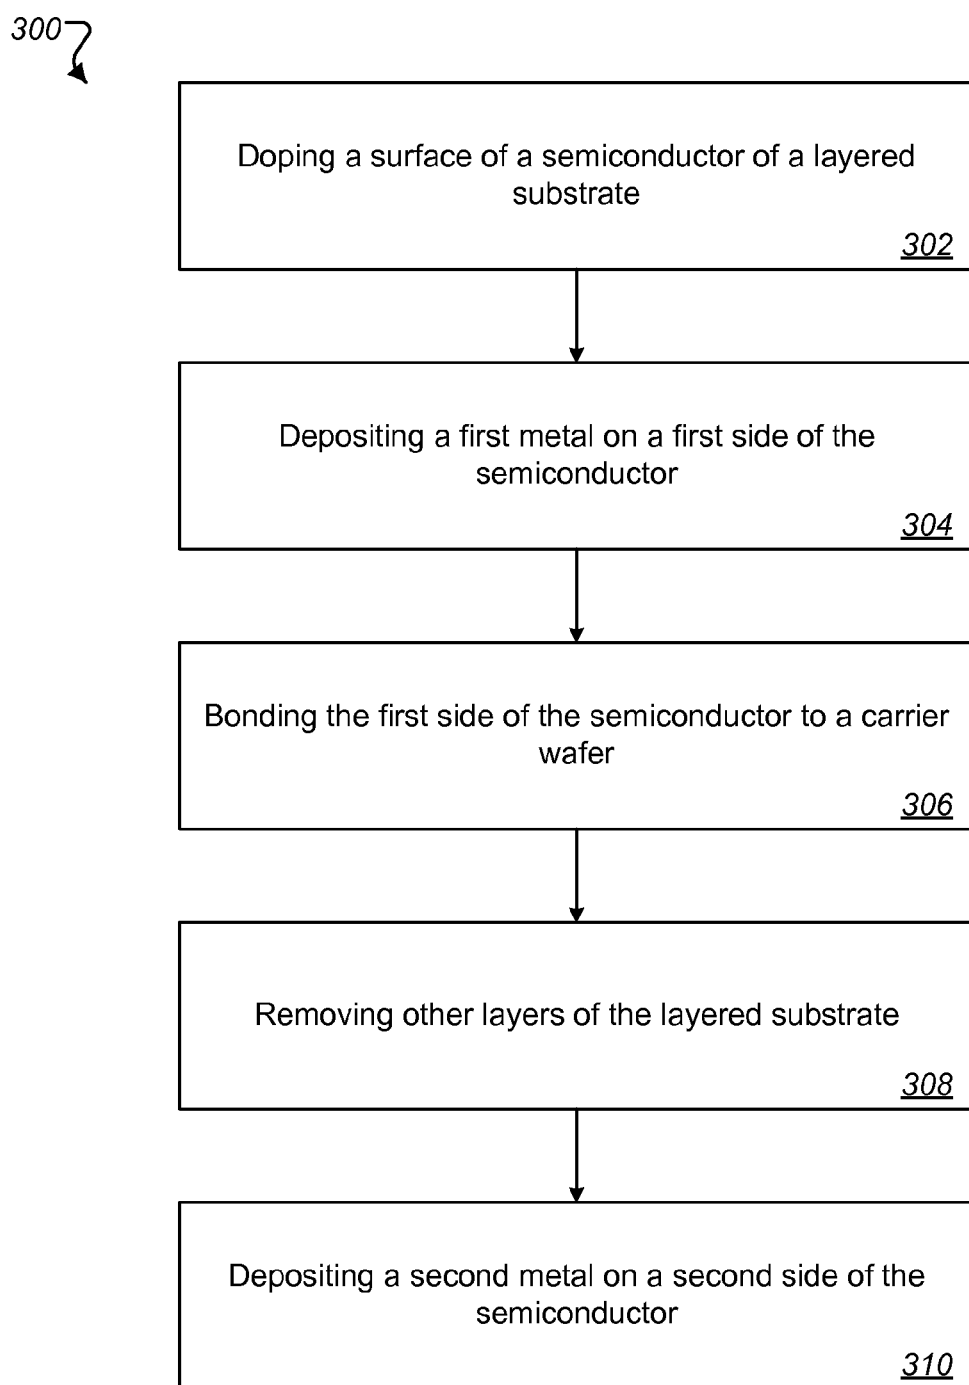 300
Doping a surface of a semiconductor of a layered
substrate
302
Depositing a first metal on a first side of the
semiconductor
304
Bonding the first side of the semiconductor to a carrier
wafer
306
Removing other layers of the layered substrate
308
Depositing a second metal on a second side of the
semiconductor
310